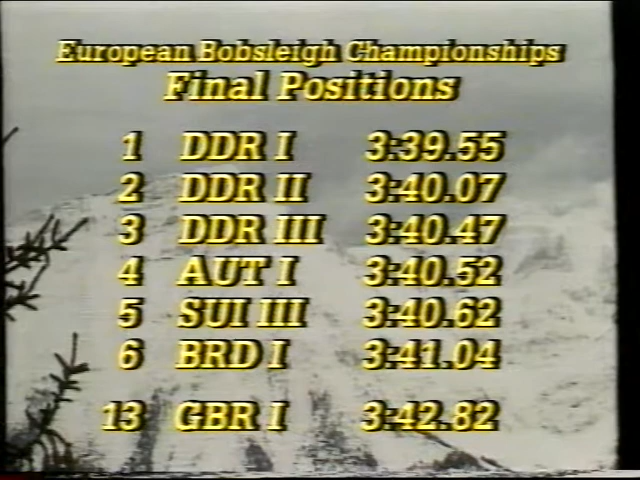 European Bobsleigh Championships
Final Positions
1 DDR I 3:39.55
2 DDR II 3:40.07
3 DDR III 3:40.47
4 AUT I 3:40.52
5 SUI III 3:40.62
6 BRD I 3:41.04
13 GBR I 3:42.82